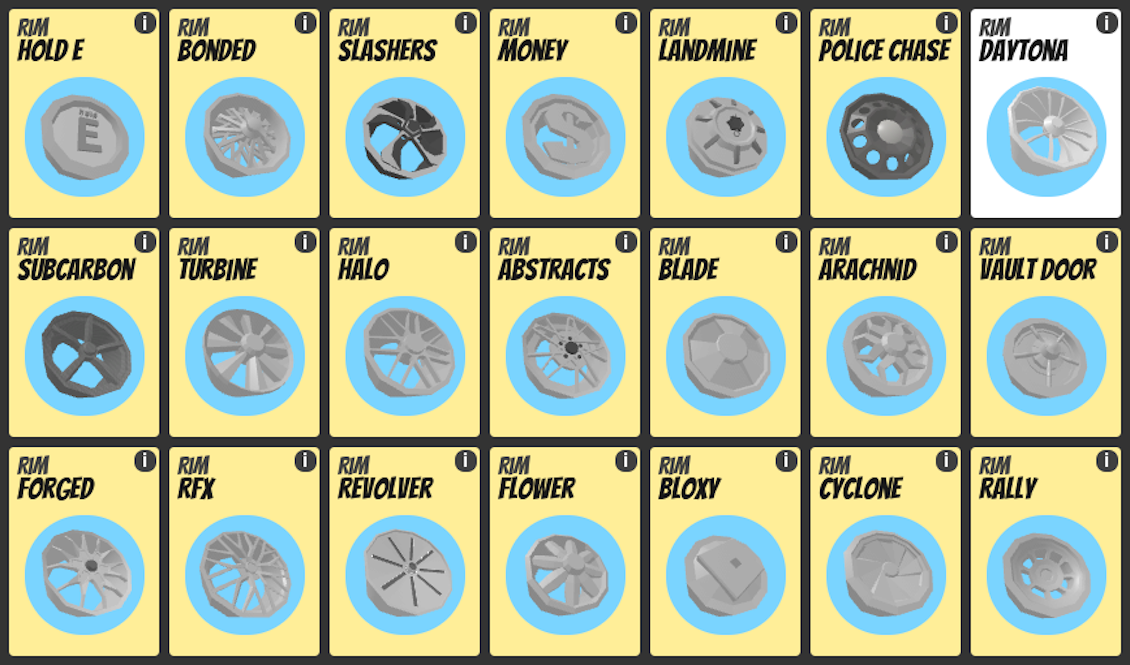 RIM
HOLD E
i
RIM
BONDED
i
RIM
SLASHERS
i
RIM
MONEY
i
RIM
LANDMINE
i
RIM
POLICE CHASE
i
RIM
DAYTONA
i
Hold
E
S
RIM
SUBCARBON
i
RIM
TURBINE
i
RIM
HALO
i
RIM
ABSTRACTS
i
RIM
BLADE
i
RIM
ARACHNID
i
RIM
VAULT DOOR
i
RIM
FORGED
i
RIM
RFX
i
RIM
REVOLVER
i
RIM
FLOWER
i
RIM
BLOXY
i
RIM
CYCLONE
i
RIM
RALLY
i